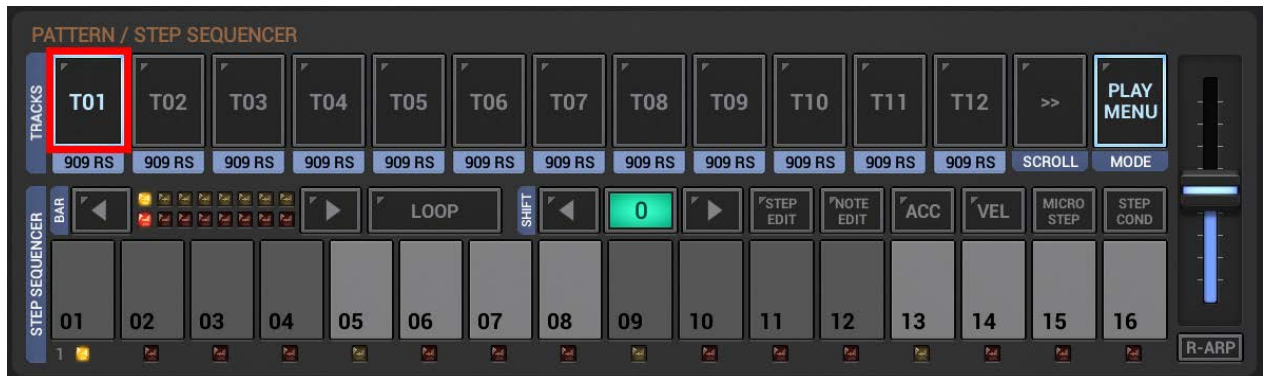 PATTERN / STEP SEQUENCER
TRACKS
T01 T02 T03 T04 T05 T06 T07 T08 T09 T10 T11 T12 >> PLAY MENU
909 RS 909 RS 909 RS 909 RS 909 RS 909 RS 909 RS 909 RS 909 RS 909 RS 909 RS 909 RS SCROLL MODE
STEP SEQUENCER
BAR LOOP SHIFT 0 STEP EDIT NOTE EDIT ACC VEL MICRO STEP STEP COND
01 02 03 04 05 06 07 08 09 10 11 12 13 14 15 16
1 R-ARP